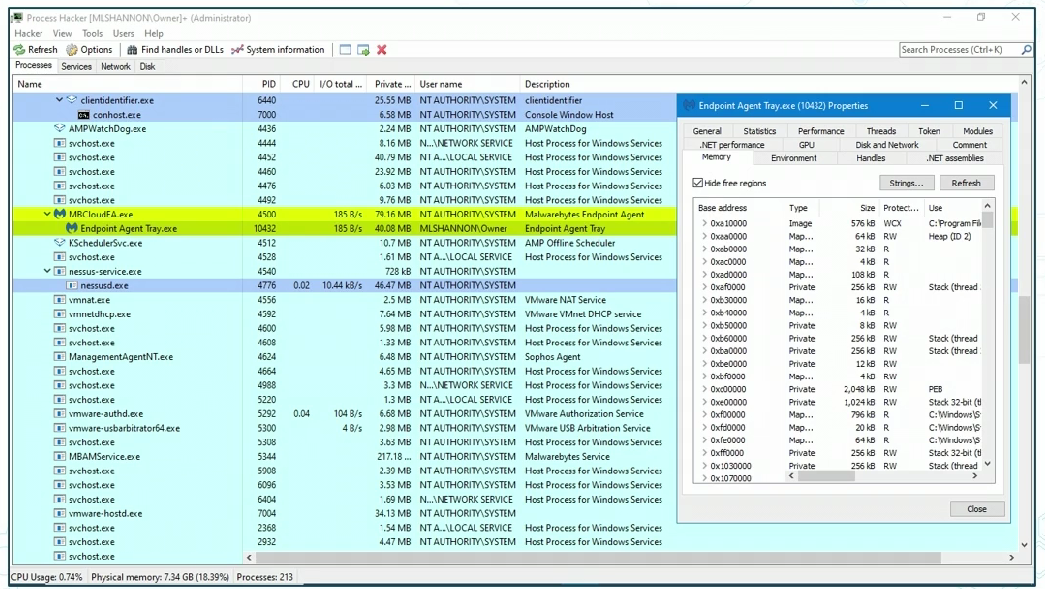 Process Hacker [MLSHANNON\Owner]+ (Administrator)
Hacker View Tools Users Help
Refresh Options Find handles or DLLs System information Search Processes (Ctrl+K)
Processes Services Network Disk
Name PID CPU I/O total ... Private ... User name Description
clientidentifier.exe 6440 25.55 MB NT AUTHORITY\SYSTEM clientidentfier
conhost.exe 7000 6.58 MB NT AUTHORITY\SYSTEM Console Window Host
AMPWatchDog.exe 4436 2.24 MB NT AUTHORITY\SYSTEM AMPWatchDog
svchost.exe 4444 8.16 MB N...\NETWORK SERVICE Host Process for Windows Services
svchost.exe 4452 40.79 MB NT A...\LOCAL SERVICE Host Process for Windows Services
svchost.exe 4460 23.92 MB NT AUTHORITY\SYSTEM Host Process for Windows Services
svchost.exe 4476 6.03 MB NT AUTHORITY\SYSTEM Host Process for Windows Services
svchost.exe 4492 9.76 MB NT AUTHORITY\SYSTEM Host Process for Windows Services
MBCloudEA.exe 4500 185 B/s 79.16 MB NT AUTHORITY\SYSTEM Malwarebytes Endpoint Agent
Endpoint Agent Tray.exe 10432 185 B/s 40.08 MB MLSHANNON\Owner Endpoint Agent Tray
KSchedulerSvc.exe 4512 10.7 MB NT AUTHORITY\SYSTEM AMP Offline Scheduler
svchost.exe 4528 1.61 MB NT A...\LOCAL SERVICE Host Process for Windows Services
nessus-service.exe 4540 728 kB NT AUTHORITY\SYSTEM
nessusd.exe 4776 0.02 10.44 kB/s 46.47 MB NT AUTHORITY\SYSTEM
vmnat.exe 4556 2.5 MB NT AUTHORITY\SYSTEM VMware NAT Service
vmnetdhcp.exe 4592 7.64 MB NT AUTHORITY\SYSTEM VMware VMnet DHCP service
svchost.exe 4600 5.98 MB NT AUTHORITY\SYSTEM Host Process for Windows Services
svchost.exe 4608 1.33 MB NT AUTHORITY\SYSTEM Host Process for Windows Services
ManagementAgentNT.exe 4624 6.48 MB NT AUTHORITY\SYSTEM Sophos Agent
svchost.exe 4664 4.65 MB NT AUTHORITY\SYSTEM Host Process for Windows Services
svchost.exe 4988 3.3 MB N...\NETWORK SERVICE Host Process for Windows Services
svchost.exe 5220 1.3 MB NT A...\LOCAL SERVICE Host Process for Windows Services
vmware-authd.exe 5292 0.04 104 B/s 6.68 MB NT AUTHORITY\SYSTEM VMware Authorization Service
vmware-usbarbitrator64.exe 5300 4 B/s 2.98 MB NT AUTHORITY\SYSTEM VMware USB Arbitration Service
svchost.exe 5308 3.63 MB NT AUTHORITY\SYSTEM Host Process for Windows Services
MBAMService.exe 5344 217.18 ... NT AUTHORITY\SYSTEM Malwarebytes Service
svchost.exe 5908 2.39 MB NT AUTHORITY\SYSTEM Host Process for Windows Services
svchost.exe 6096 3.53 MB NT AUTHORITY\SYSTEM Host Process for Windows Services
svchost.exe 6404 1.69 MB N...\NETWORK SERVICE Host Process for Windows Services
vmware-hostd.exe 7004 34.13 MB NT AUTHORITY\SYSTEM
svchost.exe 2368 1.54 MB NT A...\LOCAL SERVICE Host Process for Windows Services
svchost.exe 2932 4.47 MB NT AUTHORITY\SYSTEM Host Process for Windows Services
svchost.exe
CPU Usage: 0.74% Physical memory: 7.34 GB (18.39%) Processes: 213
Endpoint Agent Tray.exe (10432) Properties
General Statistics Performance Threads Token Modules
.NET performance GPU Disk and Network Comment
Memory Environment Handles .NET assemblies
Hide free regions Strings... Refresh
Base address Type Size Protect... Use
0xa10000 Image 576 kB WCX C:\Program File
0xaa0000 Map... 32 kB RW Heap (ID 2)
0xab0000 Map... 32 kB R
0xac0000 Map... 4 kB R
0xad0000 Map... 108 kB R
0xaf0000 Private 256 kB RW Stack (thread
0xb30000 Map... 16 kB R
0xb40000 Map... 4 kB R
0xb50000 Private 8 kB RW
0xb60000 Private 256 kB RW Stack (thread
0xba0000 Private 256 kB RW Stack (thread
0xbe0000 Private 12 kB RW
0xbf0000 Map... 4 kB RW
0xc00000 Private 2,048 kB RW PEB
0xe00000 Private 1,024 kB RW Stack 32-bit (t
0xf00000 Map... 796 kB R C:\Windows\S
0xfd0000 Map... 20 kB R C:\Windows\S
0xfe0000 Map... 64 kB R C:\Windows\S
0xff0000 Private 256 kB RW Stack 32-bit (t
0x1030000 Private 256 kB RW Stack (thread
0x1070000
Close